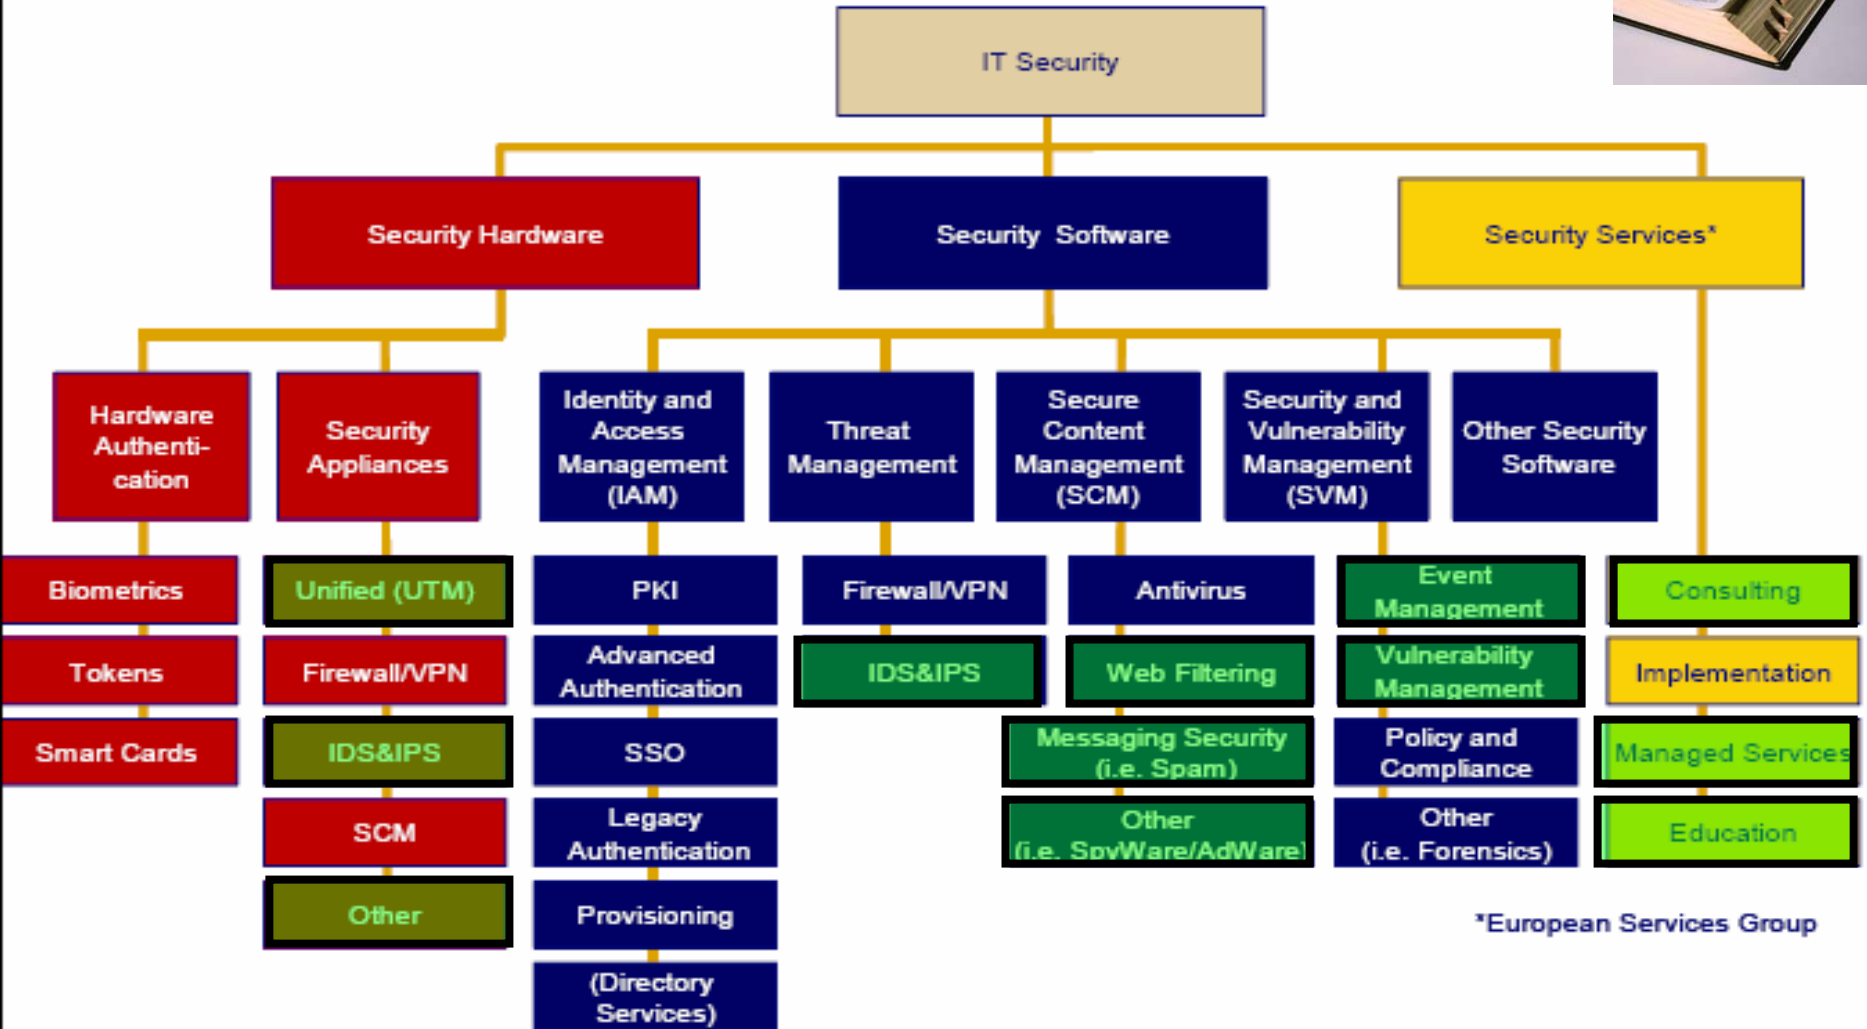 IT Security
Security Hardware
Security Software
Security Services*
Hardware
Authenti-
cation
Security
Appliances
Identity and
Access
Management
(IAM)
Threat
Management
Secure
Content
Management
(SCM)
Security and
Vulnerability
Management
(SVM)
Other Security
Software
Biometrics
Tokens
Smart Cards
Unified (UTM)
Firewall/VPN
IDS&IPS
SCM
Other
PKI
Advanced
Authentication
SSO
Legacy
Authentication
Provisioning
(Directory
Services)
Firewall/VPN
IDS&IPS
Antivirus
Web Filtering
Messaging Security
(i.e. Spam)
Other
(i.e. SpyWare/AdWare)
Event
Management
Vulnerability
Management
Policy and
Compliance
Other
(i.e. Forensics)
Consulting
Implementation
Managed Services
Education
*European Services Group